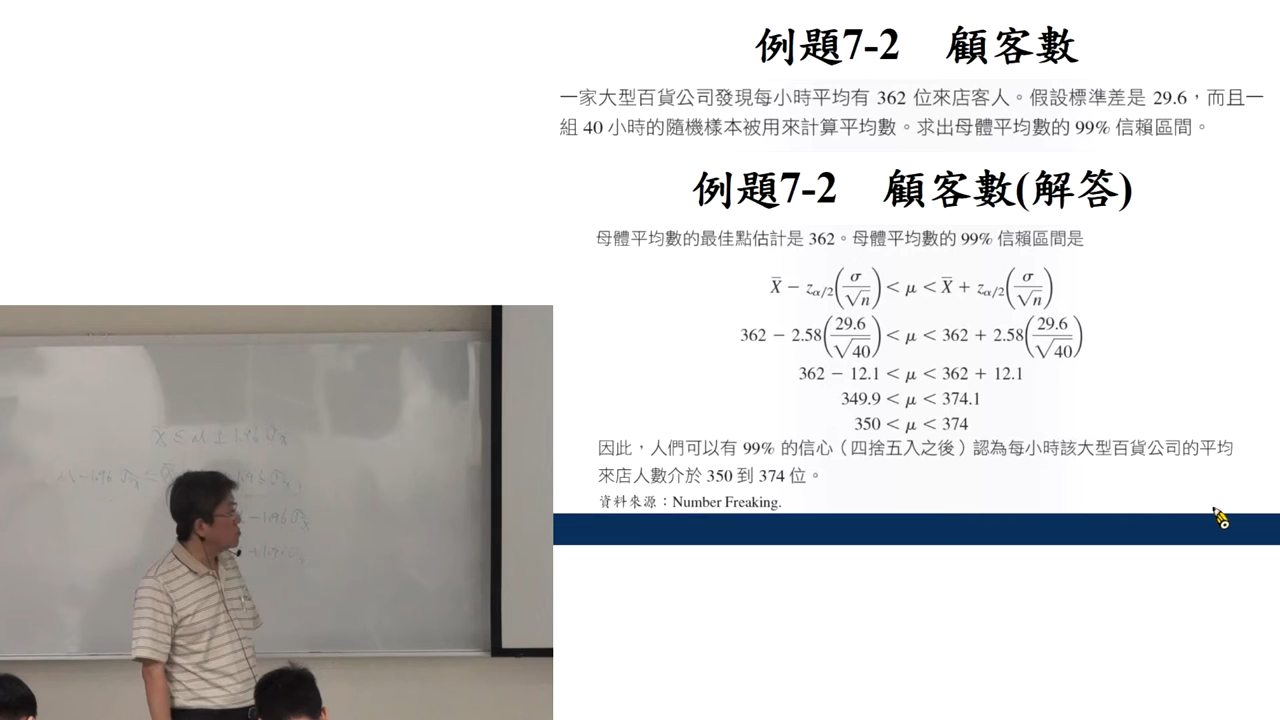 例題7-2 顧客數
一家大型百貨公司發現每小時平均有 362 位來店客人。假設標準差是 29.6，而且一
組 40 小時的隨機樣本被用來計算平均數。求出母體平均數的 99% 信賴區間。
例題7-2 顧客數(解答)
母體平均數的最佳點估計是 362。母體平均數的 99% 信賴區間是
X̄ − z_{α/2}(σ/√n) < μ < X̄ + z_{α/2}(σ/√n)
362 − 2.58(29.6/√40) < μ < 362 + 2.58(29.6/√40)
362 − 12.1 < μ < 362 + 12.1
349.9 < μ < 374.1
350 < μ < 374
因此，人們可以有 99% 的信心（四捨五入之後）認為每小時該大型百貨公司的平均
來店人數介於 350 到 374 位。
資料來源：Number Freaking.